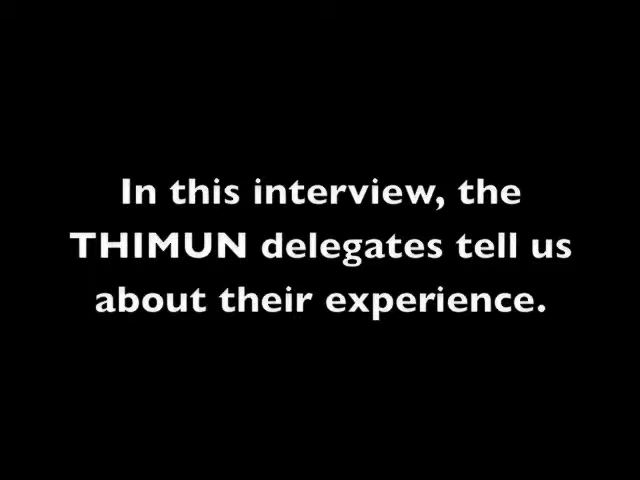 In this interview, the
THIMUN delegates tell us
about their experience.